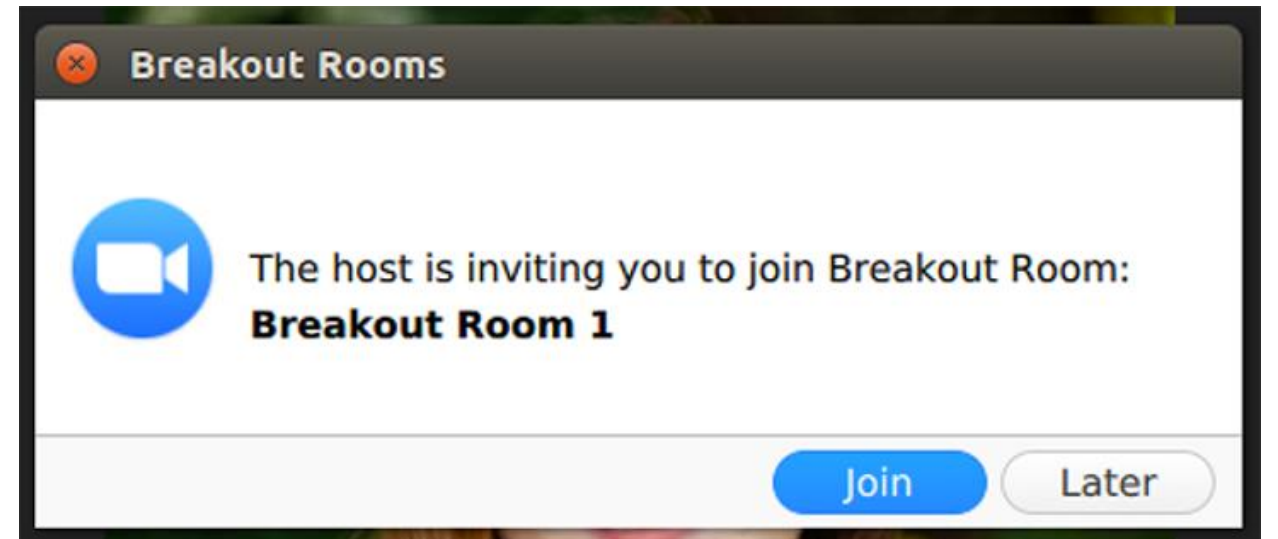 Breakout Rooms
The host is inviting you to join Breakout Room:
Breakout Room 1
Join
Later